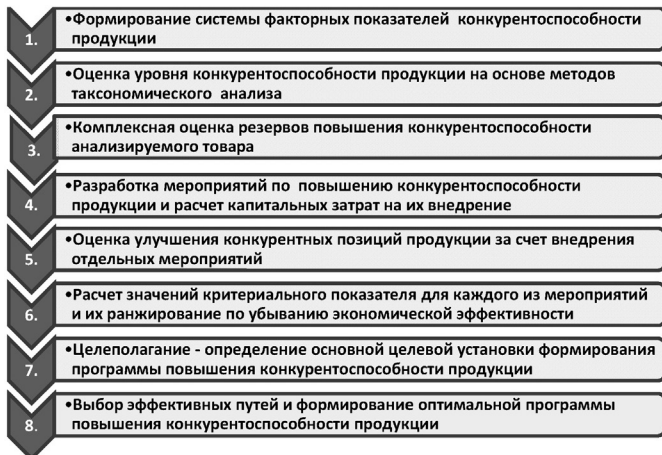 1.
•Формирование системы факторных показателей конкурентоспособности
продукции
2.
•Оценка уровня конкурентоспособности продукции на основе методов
таксономического анализа
3.
•Комплексная оценка резервов повышения конкурентоспособности
анализируемого товара
4.
•Разработка мероприятий по повышению конкурентоспособности
продукции и расчет капитальных затрат на их внедрение
5.
•Оценка улучшения конкурентных позиций продукции за счет внедрения
отдельных мероприятий
6.
•Расчет значений критериального показателя для каждого из мероприятий
и их ранжирование по убыванию экономической эффективности
7.
•Целеполагание - определение основной целевой установки формирования
программы повышения конкурентоспособности продукции
8.
•Выбор эффективных путей и формирование оптимальной программы
повышения конкурентоспособности продукции